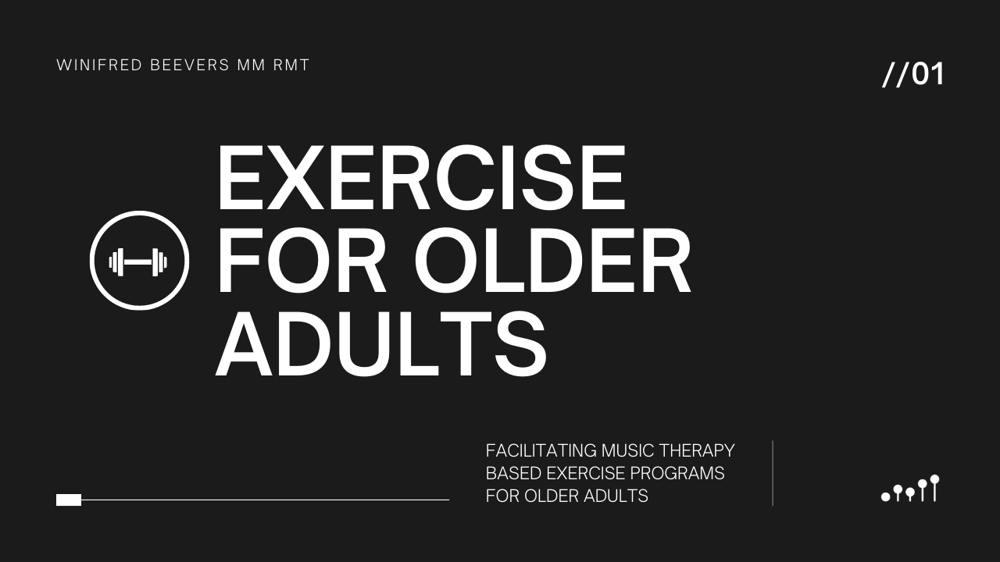 WINIFRED BEEVERS MM RMT
//01
EXERCISE
FOR OLDER
ADULTS
FACILITATING MUSIC THERAPY
BASED EXERCISE PROGRAMS
FOR OLDER ADULTS